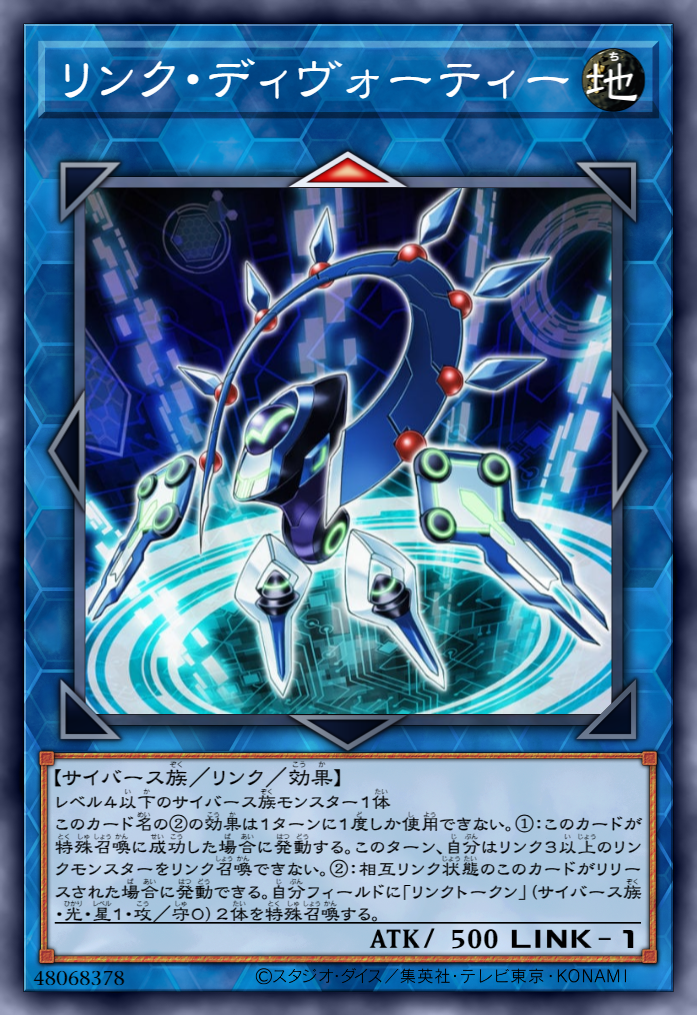 リンク・ディヴォーティー 地
【サイバース族／リンク／効果】
レベル４以下のサイバース族モンスター１体
このカード名の②の効果は１ターンに１度しか使用できない。①：このカードが
特殊召喚に成功した場合に発動する。このターン、自分はリンク３以上のリン
クモンスターをリンク召喚できない。②：相互リンク状態のこのカードがリリー
スされた場合に発動できる。自分フィールドに「リンクトークン」（サイバース族
・光・星１・攻／守０）２体を特殊召喚する。
ATK/ 500 LINK-1
48068378 ©スタジオ・ダイス／集英社・テレビ東京・KONAMI